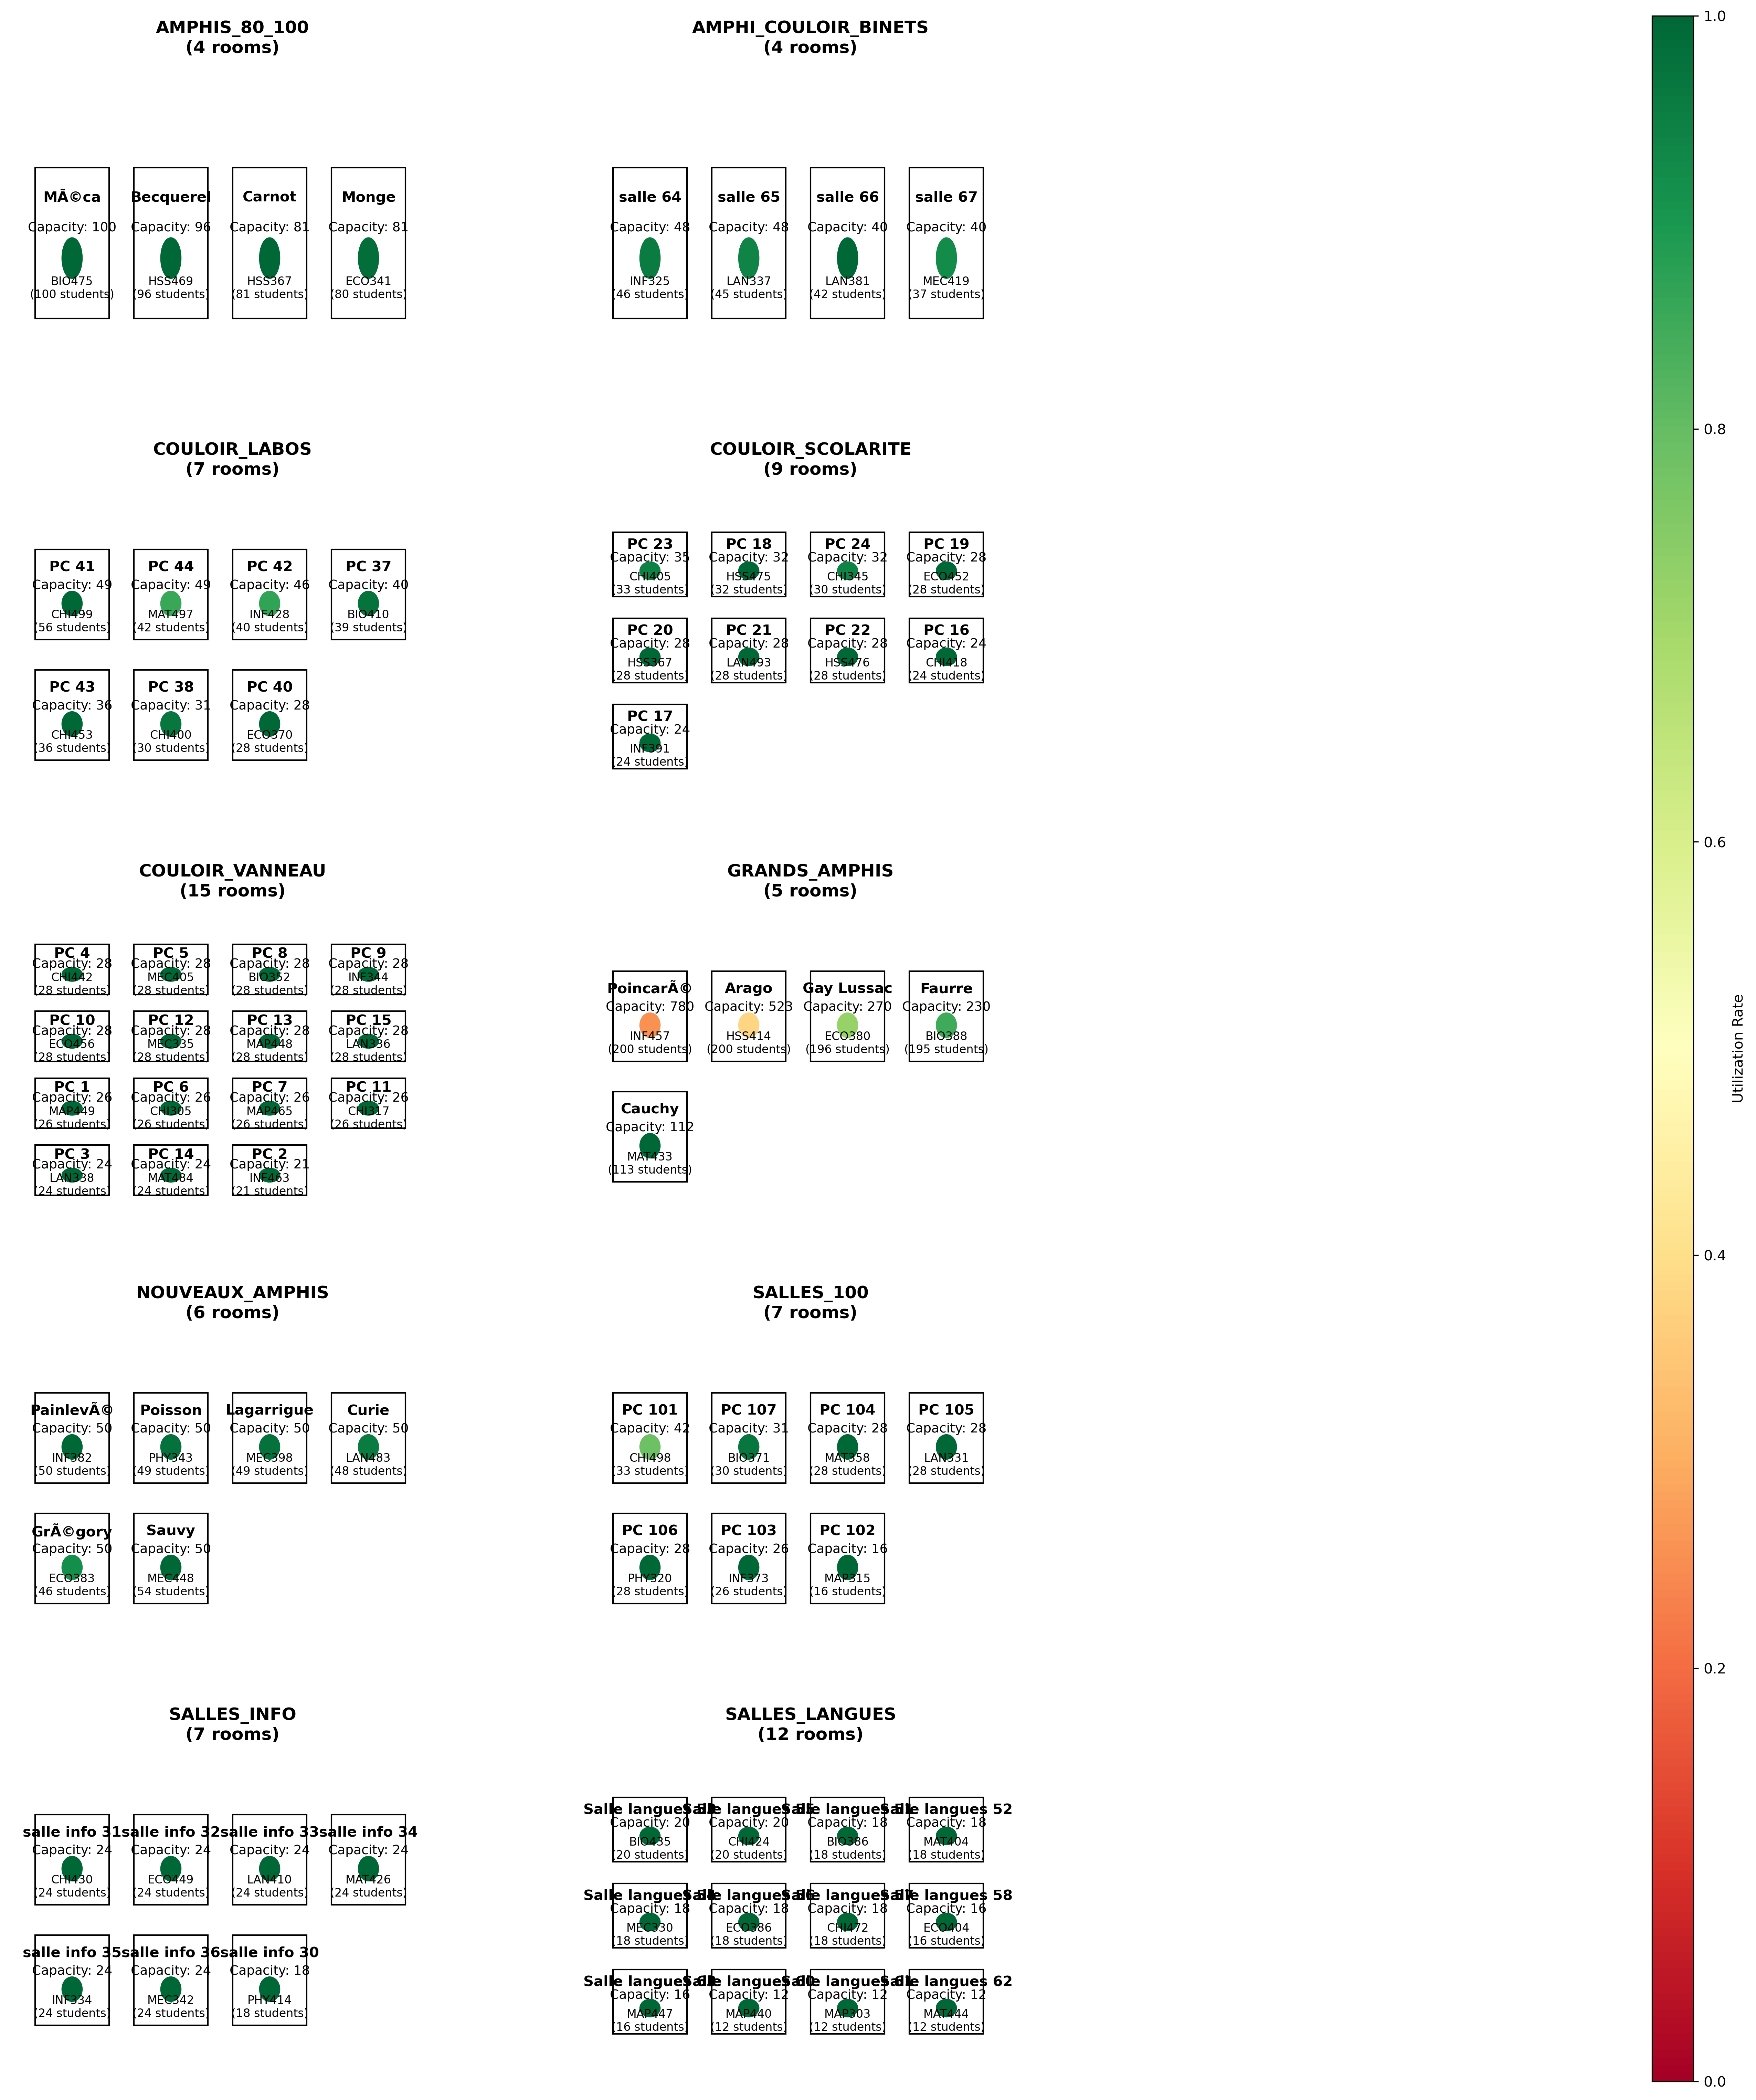 AMPHIS_80_100
(4 rooms)
MÃ©ca
Capacity: 100
BIO475
(100 students)
Becquerel
Capacity: 96
HSS469
(96 students)
Carnot
Capacity: 81
HSS367
(81 students)
Monge
Capacity: 81
ECO341
(80 students)
AMPHI_COULOIR_BINETS
(4 rooms)
salle 64
Capacity: 48
INF325
(46 students)
salle 65
Capacity: 48
LAN337
(45 students)
salle 66
Capacity: 40
LAN381
(42 students)
salle 67
Capacity: 40
MEC419
(37 students)
COULOIR_LABOS
(7 rooms)
PC 41
Capacity: 49
CHI499
(56 students)
PC 44
Capacity: 49
MAT497
(42 students)
PC 42
Capacity: 46
INF428
(40 students)
PC 37
Capacity: 40
BIO410
(39 students)
PC 43
Capacity: 36
CHI453
(36 students)
PC 38
Capacity: 31
CHI400
(30 students)
PC 40
Capacity: 28
ECO370
(28 students)
COULOIR_SCOLARITE
(9 rooms)
PC 23
Capacity: 35
CHI405
(33 students)
PC 18
Capacity: 32
HSS475
(32 students)
PC 24
Capacity: 32
CHI345
(30 students)
PC 19
Capacity: 28
ECO452
(28 students)
PC 20
Capacity: 28
HSS367
(28 students)
PC 21
Capacity: 28
LAN493
(28 students)
PC 22
Capacity: 28
HSS476
(28 students)
PC 16
Capacity: 24
CHI418
(24 students)
PC 17
Capacity: 24
INF391
(24 students)
COULOIR_VANNEAU
(15 rooms)
PC 4
Capacity: 28
CHI442
(28 students)
PC 5
Capacity: 28
MEC405
(28 students)
PC 8
Capacity: 28
BIO352
(28 students)
PC 9
Capacity: 28
INF344
(28 students)
PC 10
Capacity: 28
ECO456
(28 students)
PC 12
Capacity: 28
MEC335
(28 students)
PC 13
Capacity: 28
MAP448
(28 students)
PC 15
Capacity: 28
LAN336
(28 students)
PC 1
Capacity: 26
MAP449
(26 students)
PC 6
Capacity: 26
CHI305
(26 students)
PC 7
Capacity: 26
MAP465
(26 students)
PC 11
Capacity: 26
CHI317
(26 students)
PC 3
Capacity: 24
LAN338
(24 students)
PC 14
Capacity: 24
MAT484
(24 students)
PC 2
Capacity: 21
INF463
(21 students)
GRANDS_AMPHIS
(5 rooms)
PoincarÃ©
Capacity: 780
INF457
(200 students)
Arago
Capacity: 523
HSS414
(200 students)
Gay Lussac
Capacity: 270
ECO380
(196 students)
Faurre
Capacity: 230
BIO388
(195 students)
Cauchy
Capacity: 112
MAT433
(113 students)
NOUVEAUX_AMPHIS
(6 rooms)
PainlevÃ©
Capacity: 50
INF382
(50 students)
Poisson
Capacity: 50
PHY343
(49 students)
Lagarrigue
Capacity: 50
MEC398
(49 students)
Curie
Capacity: 50
LAN483
(48 students)
GrÃ©gory
Capacity: 50
ECO383
(46 students)
Sauvy
Capacity: 50
MEC448
(54 students)
SALLES_100
(7 rooms)
PC 101
Capacity: 42
CHI498
(33 students)
PC 107
Capacity: 31
BIO371
(30 students)
PC 104
Capacity: 28
MAT358
(28 students)
PC 105
Capacity: 28
LAN331
(28 students)
PC 106
Capacity: 28
PHY320
(28 students)
PC 103
Capacity: 26
INF373
(26 students)
PC 102
Capacity: 16
MAP315
(16 students)
SALLES_INFO
(7 rooms)
salle info 31
Capacity: 24
CHI430
(24 students)
salle info 32
Capacity: 24
ECO449
(24 students)
salle info 33
Capacity: 24
LAN410
(24 students)
salle info 34
Capacity: 24
MAT426
(24 students)
salle info 35
Capacity: 24
INF334
(24 students)
salle info 36
Capacity: 24
MEC342
(24 students)
salle info 30
Capacity: 18
PHY414
(18 students)
SALLES_LANGUES
(12 rooms)
Salle langues
Capacity: 20
BIO435
(20 students)
langues
Capacity: 20
CHI424
(20 students)
langues
Capacity: 18
BIO386
(18 students)
langues 52
Capacity: 18
MAT404
(18 students)
Salle langues
Capacity: 18
MEC330
(18 students)
langues
Capacity: 18
ECO386
(18 students)
langues
Capacity: 18
CHI472
(18 students)
langues 58
Capacity: 16
ECO404
(16 students)
Salle langues
Capacity: 16
MAP447
(16 students)
langues
Capacity: 12
MAP440
(12 students)
langues
Capacity: 12
MAP303
(12 students)
langues 62
Capacity: 12
MAT444
(12 students)
1.0
0.8
0.6
0.4
0.2
0.0
Utilization Rate